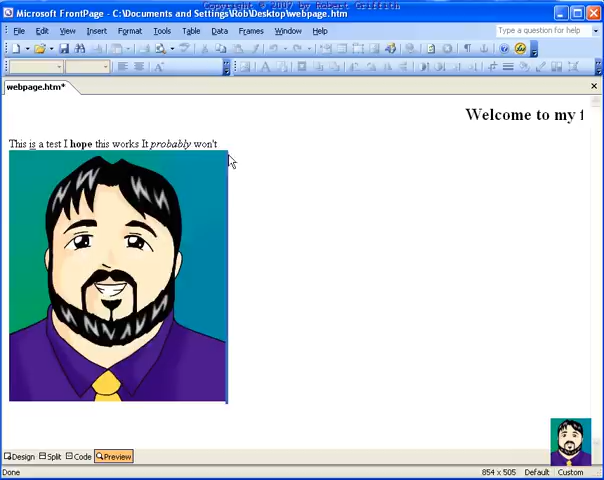 Copyright © 2007 by Robert Griffith
Microsoft FrontPage - C:\Documents and Settings\Rob\Desktop\webpage.htm
File Edit View Insert Format Tools Table Data Frames Window Help
Type a question for help
webpage.htm*
Welcome to my f
This is a test I hope this works It probably won't
Design Split Code Preview
Done 854 x 505 Default Custom